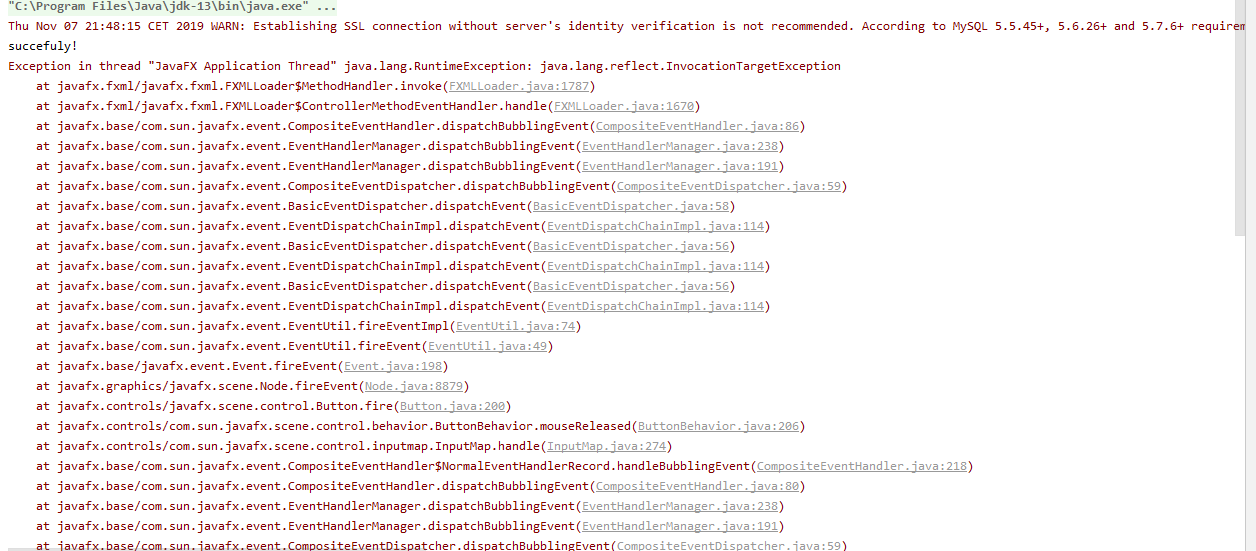 "C:\Program Files\Java\jdk-13\bin\java.exe" ...
Thu Nov 07 21:48:15 CET 2019 WARN: Establishing SSL connection without server's identity verification is not recommended. According to MySQL 5.5.45+, 5.6.26+ and 5.7.6+ requirem
succefuly!
Exception in thread "JavaFX Application Thread" java.lang.RuntimeException: java.lang.reflect.InvocationTargetException
at javafx.fxml/javafx.fxml.FXMLLoader$MethodHandler.invoke(FXMLLoader.java:1787)
at javafx.fxml/javafx.fxml.FXMLLoader$ControllerMethodEventHandler.handle(FXMLLoader.java:1670)
at javafx.base/com.sun.javafx.event.CompositeEventHandler.dispatchBubblingEvent(CompositeEventHandler.java:86)
at javafx.base/com.sun.javafx.event.EventHandlerManager.dispatchBubblingEvent(EventHandlerManager.java:238)
at javafx.base/com.sun.javafx.event.EventHandlerManager.dispatchBubblingEvent(EventHandlerManager.java:191)
at javafx.base/com.sun.javafx.event.CompositeEventDispatcher.dispatchBubblingEvent(CompositeEventDispatcher.java:59)
at javafx.base/com.sun.javafx.event.BasicEventDispatcher.dispatchEvent(BasicEventDispatcher.java:58)
at javafx.base/com.sun.javafx.event.EventDispatchChainImpl.dispatchEvent(EventDispatchChainImpl.java:114)
at javafx.base/com.sun.javafx.event.BasicEventDispatcher.dispatchEvent(BasicEventDispatcher.java:56)
at javafx.base/com.sun.javafx.event.EventDispatchChainImpl.dispatchEvent(EventDispatchChainImpl.java:114)
at javafx.base/com.sun.javafx.event.BasicEventDispatcher.dispatchEvent(BasicEventDispatcher.java:56)
at javafx.base/com.sun.javafx.event.EventDispatchChainImpl.dispatchEvent(EventDispatchChainImpl.java:114)
at javafx.base/com.sun.javafx.event.EventUtil.fireEventImpl(EventUtil.java:74)
at javafx.base/com.sun.javafx.event.EventUtil.fireEvent(EventUtil.java:49)
at javafx.base/javafx.event.Event.fireEvent(Event.java:198)
at javafx.graphics/javafx.scene.Node.fireEvent(Node.java:8879)
at javafx.controls/javafx.scene.control.Button.fire(Button.java:200)
at javafx.controls/com.sun.javafx.scene.control.behavior.ButtonBehavior.mouseReleased(ButtonBehavior.java:206)
at javafx.controls/com.sun.javafx.scene.control.inputmap.InputMap.handle(InputMap.java:274)
at javafx.base/com.sun.javafx.event.CompositeEventHandler$NormalEventHandlerRecord.handleBubblingEvent(CompositeEventHandler.java:218)
at javafx.base/com.sun.javafx.event.CompositeEventHandler.dispatchBubblingEvent(CompositeEventHandler.java:80)
at javafx.base/com.sun.javafx.event.EventHandlerManager.dispatchBubblingEvent(EventHandlerManager.java:238)
at javafx.base/com.sun.javafx.event.EventHandlerManager.dispatchBubblingEvent(EventHandlerManager.java:191)
at javafx.base/com.sun.javafx.event.CompositeEventDispatcher.dispatchBubblingEvent(CompositeEventDispatcher.java:59)